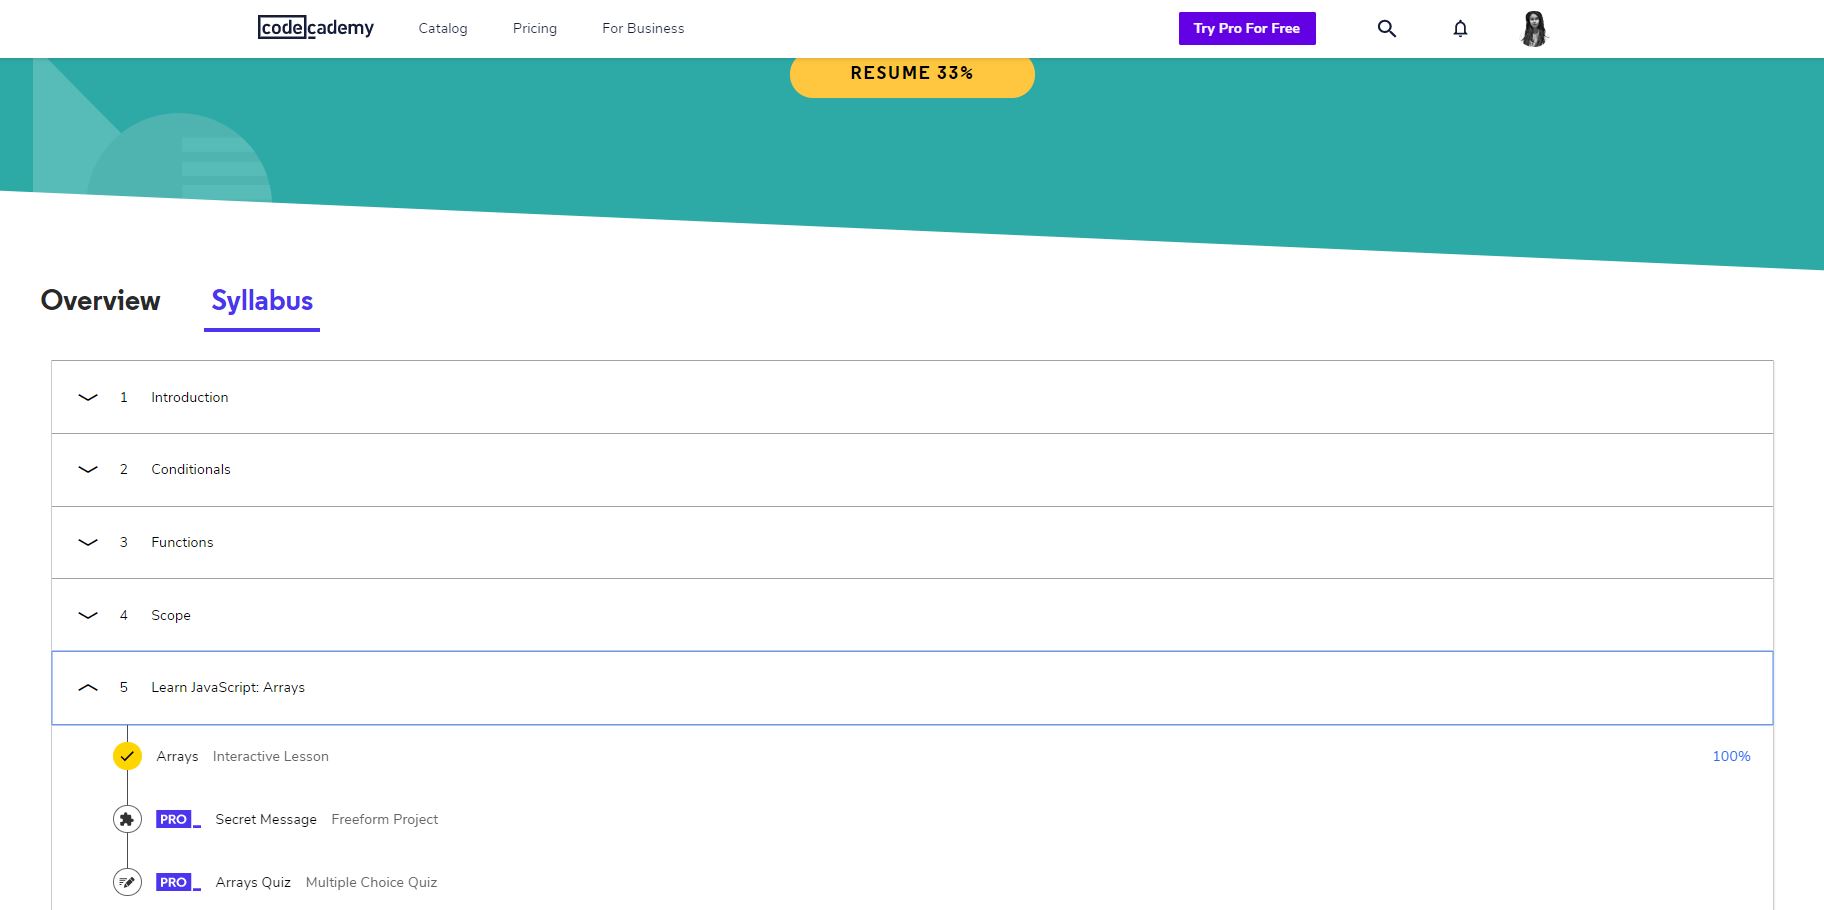 codecademy Catalog Pricing For Business Try Pro For Free
RESUME 33%
Overview Syllabus
1 Introduction
2 Conditionals
3 Functions
4 Scope
5 Learn JavaScript: Arrays
Arrays Interactive Lesson 100%
PRO_ Secret Message Freeform Project
PRO_ Arrays Quiz Multiple Choice Quiz